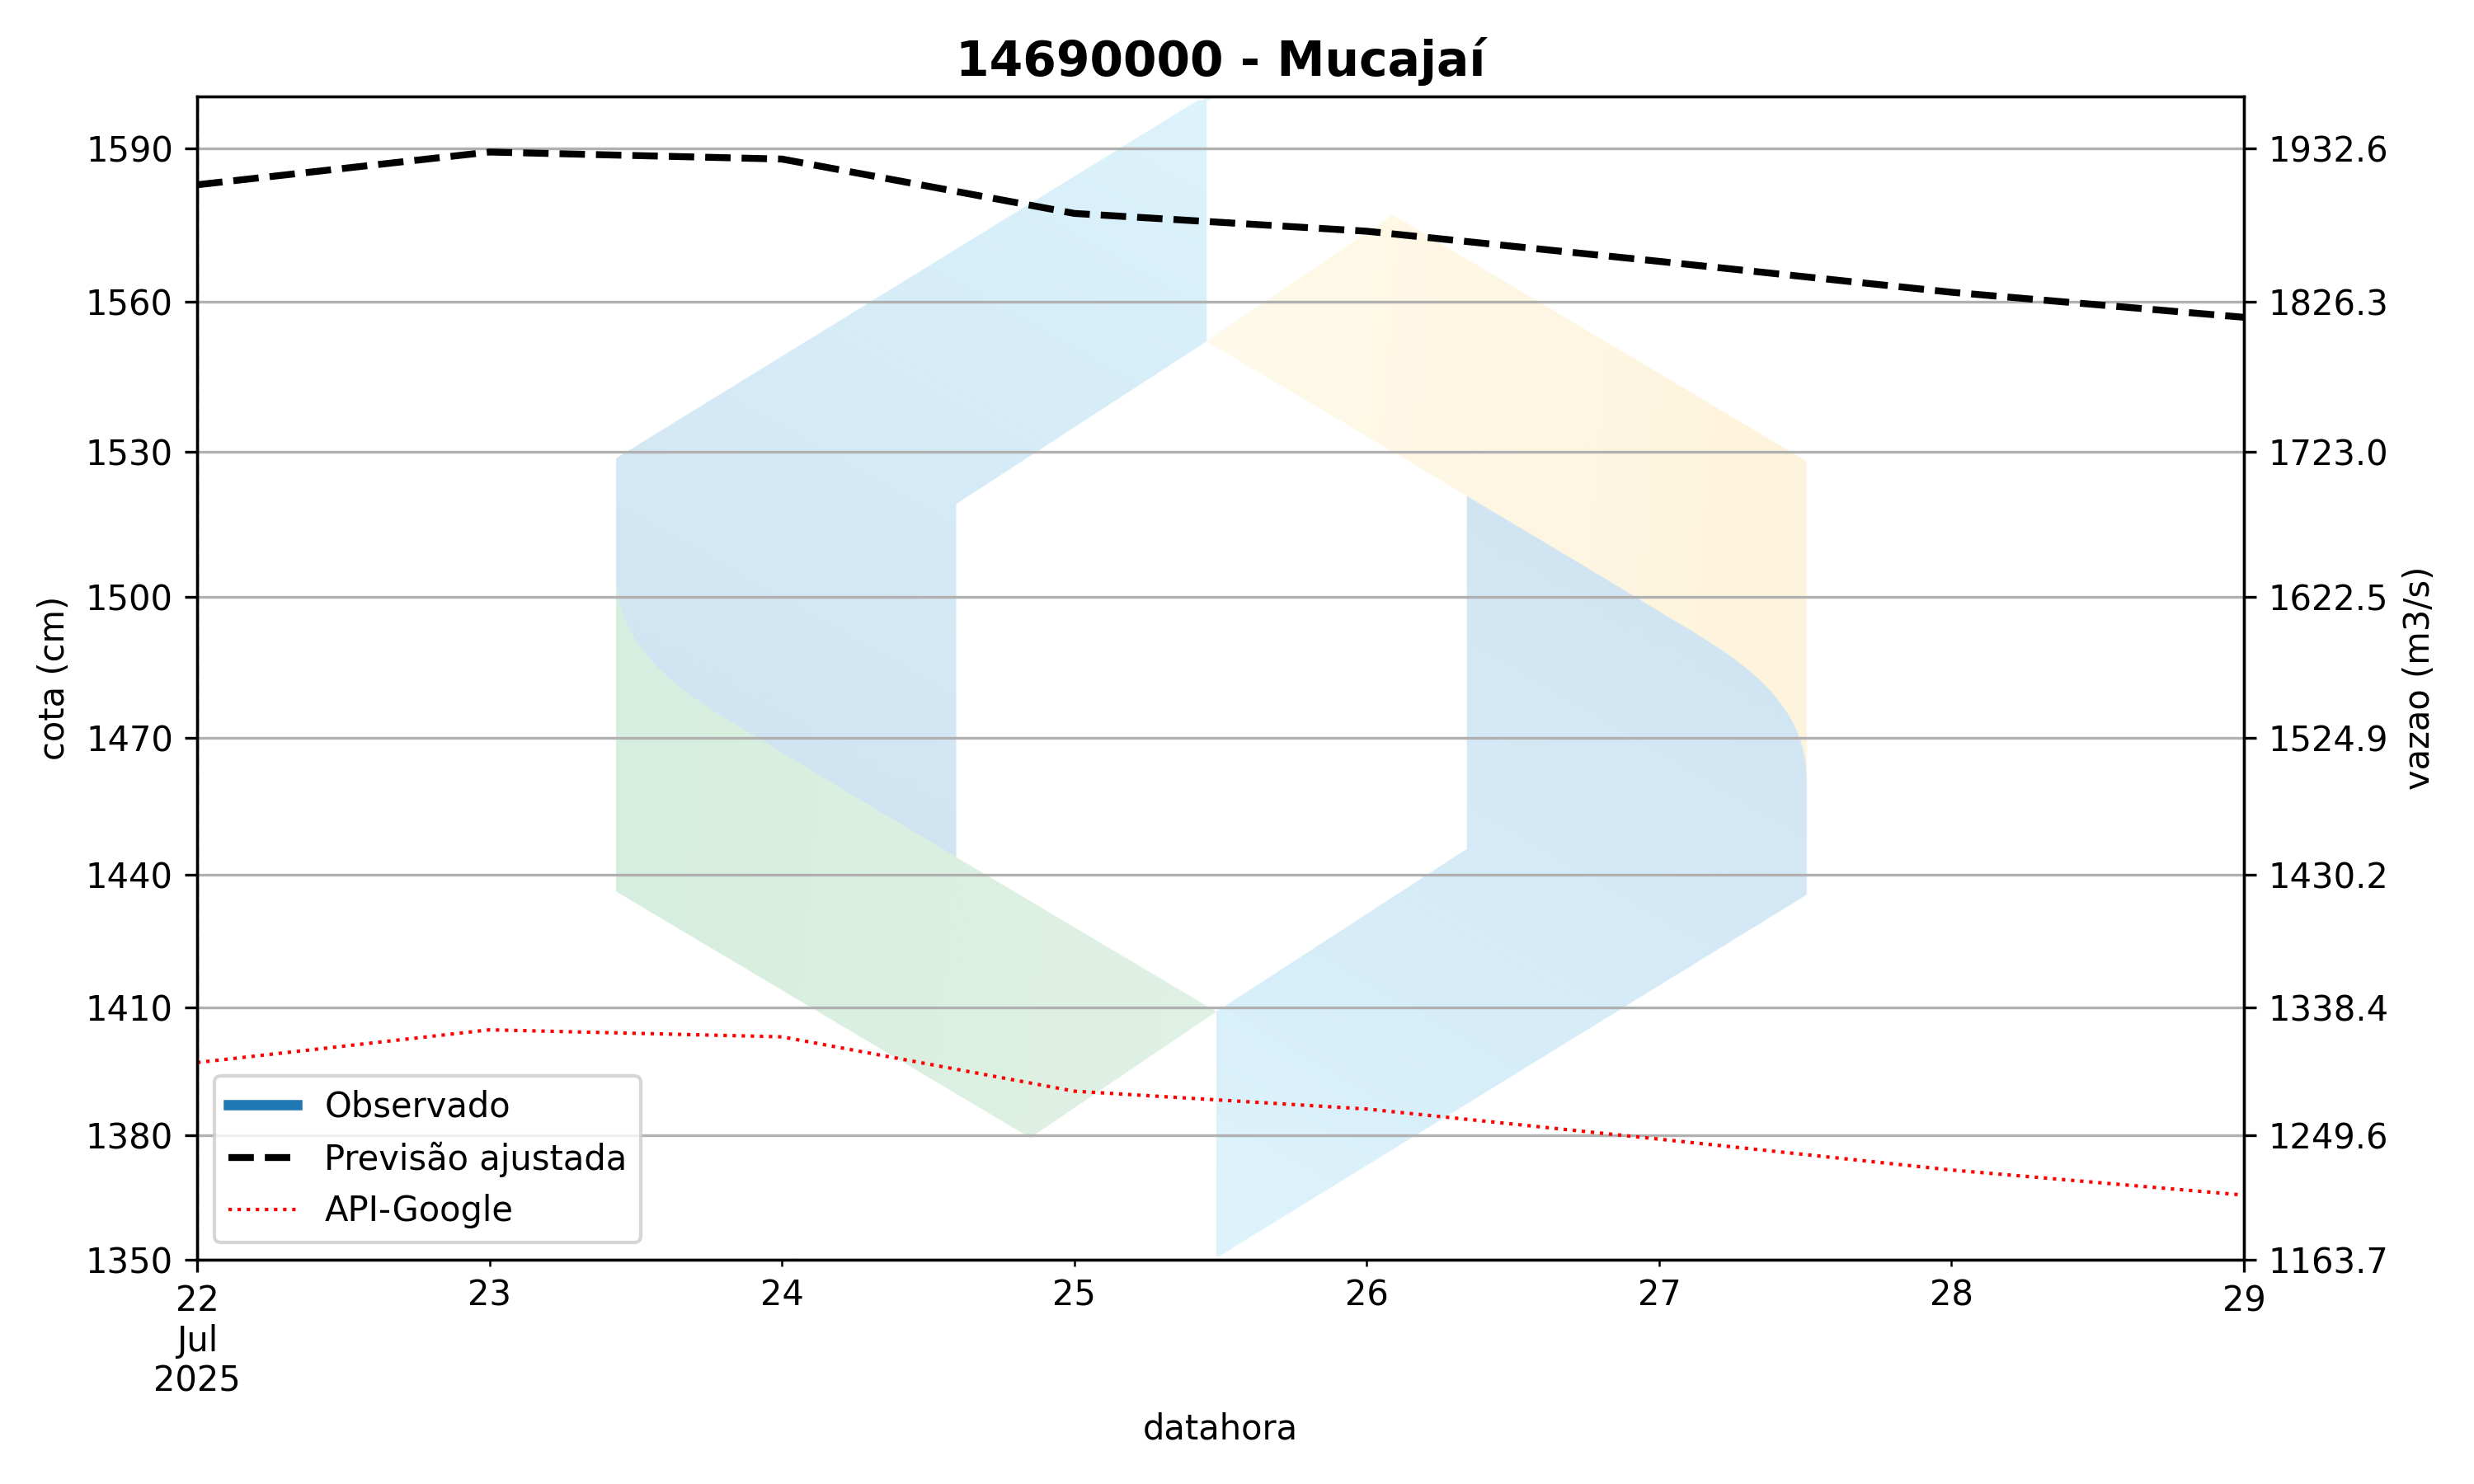 14690000 - Mucajaí
1590
1560
1530
1500
1470
1440
1410
1380
1350
cota (cm)
1932.6
1826.3
1723.0
1622.5
1524.9
1430.2
1338.4
1249.6
1163.7
vazao (m3/s)
Observado
Previsão ajustada
API-Google
22 23 24 25 26 27 28 29
Jul
2025
datahora